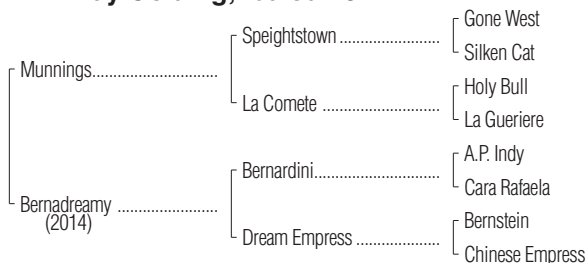 Gone West
Speightstown
Silken Cat
Munnings
Holy Bull
La Comete
La Gueriere
A.P. Indy
Bernardini
Cara Rafaela
Bernadreamy
(2014)
Bernstein
Dream Empress
Chinese Empress